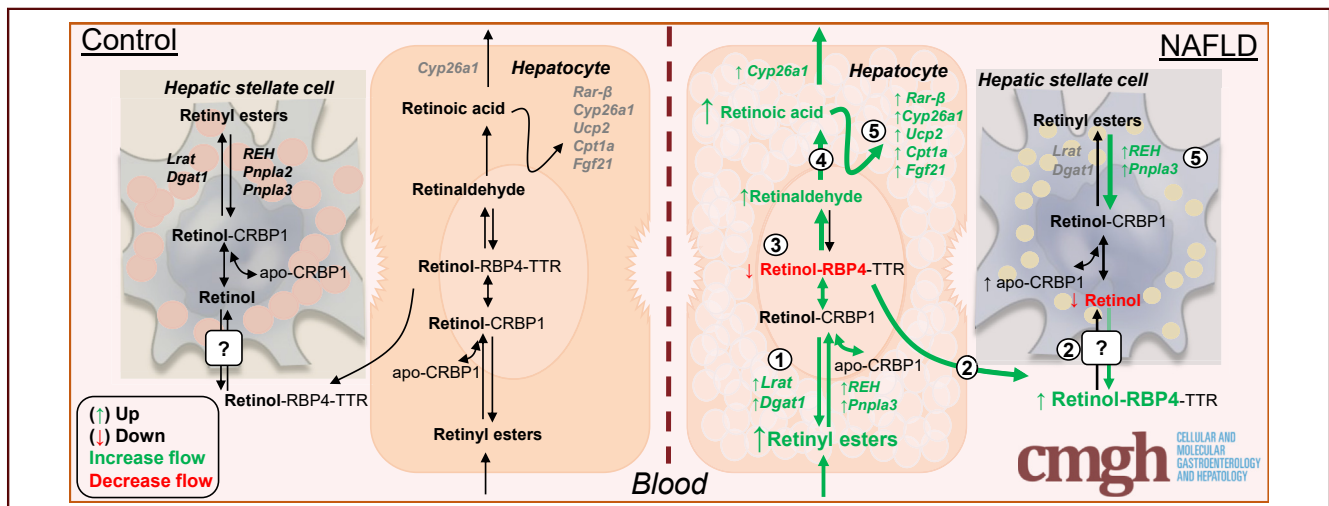 Control
Hepatic stellate cell
Retinyl esters
Lrat
Dgat1
REH
Pnpla2
Pnpla3
Retinol-CRBP1
apo-CRBP1
Retinol
?
Retinol-RBP4-TTR
(↑) Up
(↓) Down
Increase flow
Decrease flow
Cyp26a1
Hepatocyte
Retinoic acid
Rar-β
Cyp26a1
Ucp2
Cpt1a
Fgf21
Retinaldehyde
Retinol-RBP4-TTR
Retinol-CRBP1
apo-CRBP1
Retinyl esters
Blood
NAFLD
↑ Cyp26a1
Hepatocyte
↑ Retinoic acid
↑ Rar-β
↑Cyp26a1
↑ Ucp2
↑ Cpt1a
↑ Fgf21
5
4
↑Retinaldehyde
3
↓ Retinol-RBP4-TTR
Retinol-CRBP1
1
apo-CRBP1
↑Lrat
↑Dgat1
↑REH
↑Pnpla3
↑Retinyl esters
2
Hepatic stellate cell
Retinyl esters
Lrat
Dgat1
↑REH
↑Pnpla3
5
Retinol-CRBP1
↑ apo-CRBP1
↓ Retinol
2
?
↑ Retinol-RBP4-TTR
cmgh
CELLULAR AND
MOLECULAR
GASTROENTEROLOGY
AND HEPATOLOGY